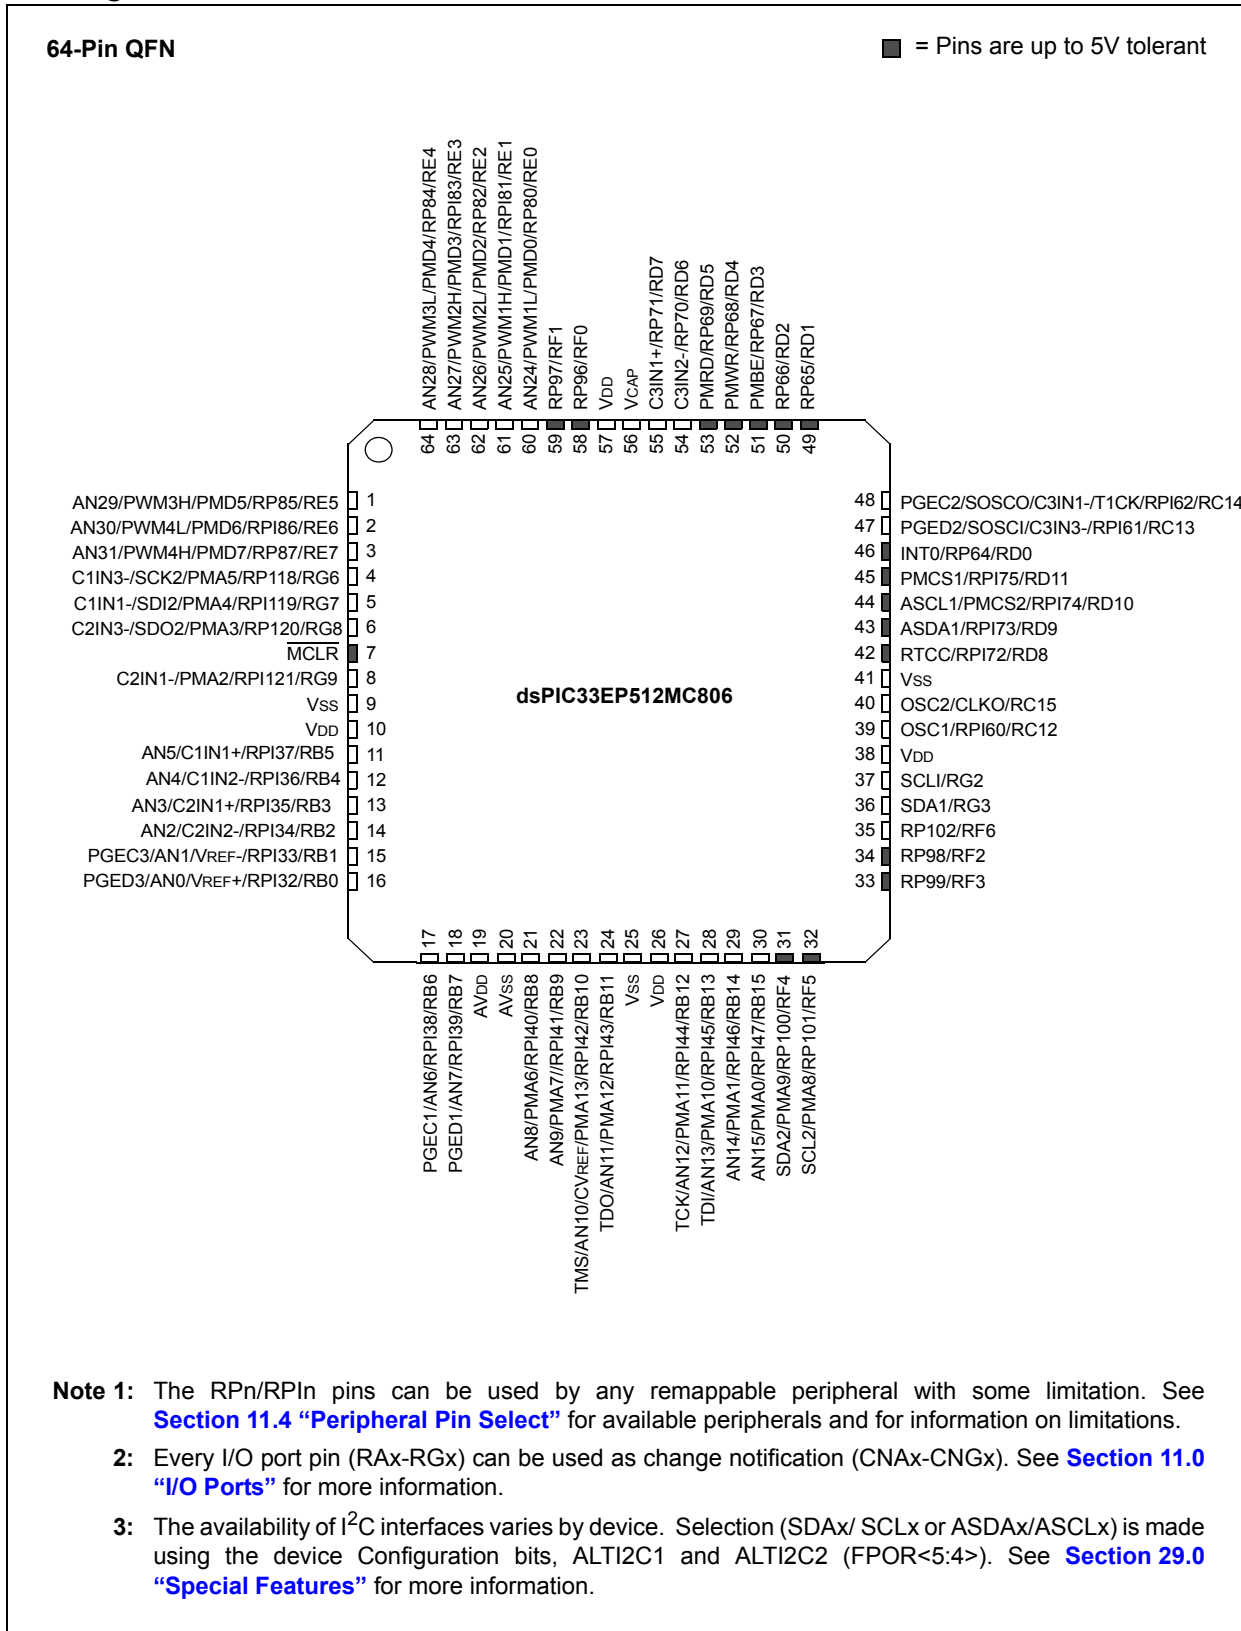 64-Pin QFN
= Pins are up to 5V tolerant
AN28/PWM3L/PMD4/RP84/RE4
AN27/PWM2H/PMD3/RPI83/RE3
AN26/PWM2L/PMD2/RP82/RE2
AN25/PWM1H/PMD1/RPI81/RE1
AN24/PWM1L/PMD0/RP80/RE0
RP97/RF1
RP96/RF0
VDD
VCAP
C3IN1+/RP71/RD7
C3IN2-/RP70/RD6
PMRD/RP69/RD5
PMWR/RP68/RD4
PMBE/RP67/RD3
RP66/RD2
RP65/RD1
64 63 62 61 60 59 58 57 56 55 54 53 52 51 50 49
AN29/PWM3H/PMD5/RP85/RE5 1
AN30/PWM4L/PMD6/RPI86/RE6 2
AN31/PWM4H/PMD7/RP87/RE7 3
C1IN3-/SCK2/PMA5/RP118/RG6 4
C1IN1-/SDI2/PMA4/RPI119/RG7 5
C2IN3-/SDO2/PMA3/RP120/RG8 6
MCLR 7
C2IN1-/PMA2/RPI121/RG9 8
VSS 9
VDD 10
AN5/C1IN1+/RPI37/RB5 11
AN4/C1IN2-/RPI36/RB4 12
AN3/C2IN1+/RPI35/RB3 13
AN2/C2IN2-/RPI34/RB2 14
PGEC3/AN1/VREF-/RPI33/RB1 15
PGED3/AN0/VREF+/RPI32/RB0 16
dsPIC33EP512MC806
48 PGEC2/SOSCO/C3IN1-/T1CK/RPI62/RC14
47 PGED2/SOSCI/C3IN3-/RPI61/RC13
46 INT0/RP64/RD0
45 PMCS1/RPI75/RD11
44 ASCL1/PMCS2/RPI74/RD10
43 ASDA1/RPI73/RD9
42 RTCC/RPI72/RD8
41 VSS
40 OSC2/CLKO/RC15
39 OSC1/RPI60/RC12
38 VDD
37 SCLI/RG2
36 SDA1/RG3
35 RP102/RF6
34 RP98/RF2
33 RP99/RF3
17 18 19 20 21 22 23 24 25 26 27 28 29 30 31 32
PGEC1/AN6/RPI38/RB6
PGED1/AN7/RPI39/RB7
AVDD
AVSS
AN8/PMA6/RPI40/RB8
AN9/PMA7//RPI41/RB9
TMS/AN10/CVREF/PMA13/RPI42/RB10
TDO/AN11/PMA12/RPI43/RB11
VSS
VDD
TCK/AN12/PMA11/RPI44/RB12
TDI/AN13/PMA10/RPI45/RB13
AN14/PMA1/RPI46/RB14
AN15/PMA0/RPI47/RB15
SDA2/PMA9/RP100/RF4
SCL2/PMA8/RP101/RF5
Note 1: The RPn/RPIn pins can be used by any remappable peripheral with some limitation. See
Section 11.4 “Peripheral Pin Select” for available peripherals and for information on limitations.
2: Every I/O port pin (RAx-RGx) can be used as change notification (CNAx-CNGx). See Section 11.0
“I/O Ports” for more information.
3: The availability of I2C interfaces varies by device. Selection (SDAx/ SCLx or ASDAx/ASCLx) is made
using the device Configuration bits, ALTI2C1 and ALTI2C2 (FPOR<5:4>). See Section 29.0
“Special Features” for more information.